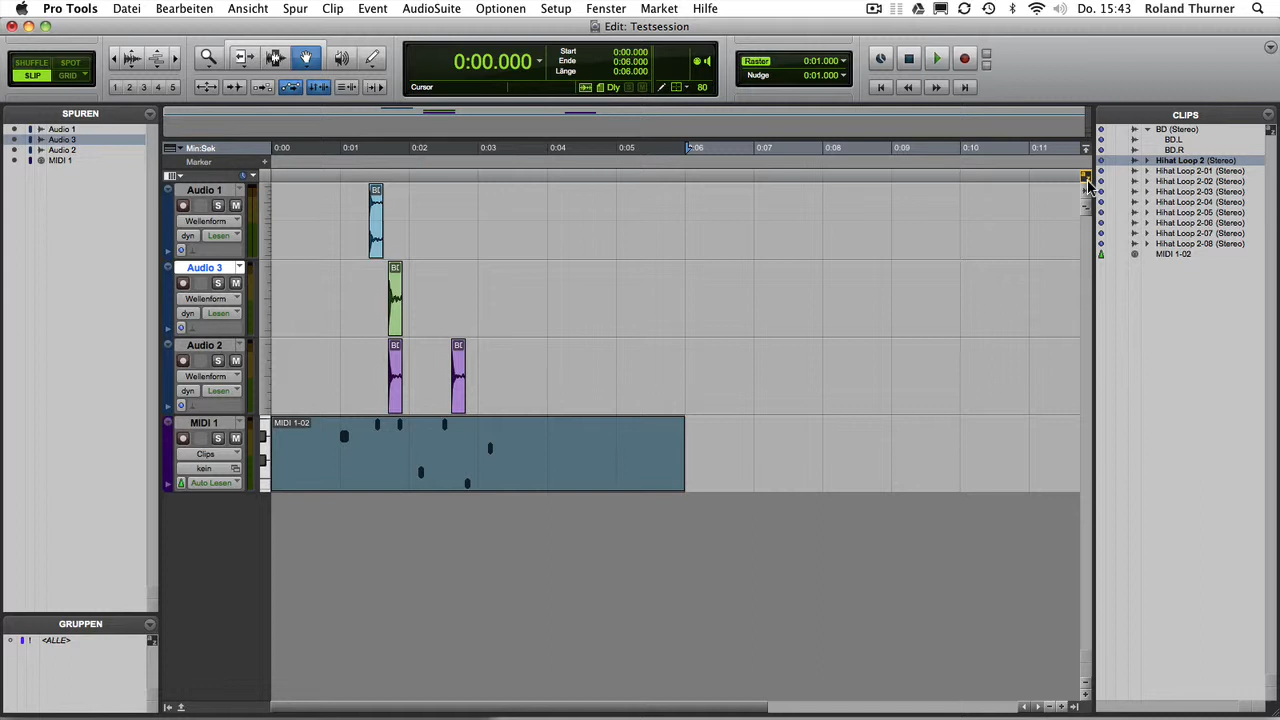 Pro Tools Datei Bearbeiten Ansicht Spur Clip Event AudioSuite Optionen Setup Fenster Market Hilfe Do. 15:43 Roland Thurner
Edit: Testsession
SHUFFLE SPOT
SLIP GRID
1 2 3 4 5
0:00.000
Start 0:00.000
Ende 0:06.000
Länge 0:06.000
Cursor Dly 80
Raster 0:01.000
Nudge 0:01.000
SPUREN
Audio 1
Audio 3
Audio 2
MIDI 1
Min:Sek 0:00 0:01 0:02 0:03 0:04 0:05 0:06 0:07 0:08 0:09 0:10 0:11
Marker
Audio 1
S M
Wellenform
dyn Lesen
Audio 3
S M
Wellenform
dyn Lesen
Audio 2
S M
Wellenform
dyn Lesen
MIDI 1
S M
Clips
kein
Auto Lesen
MIDI 1-02
GRUPPEN
! <ALLE>
CLIPS
BD (Stereo)
BD.L
BD.R
Hihat Loop 2 (Stereo)
Hihat Loop 2-01 (Stereo)
Hihat Loop 2-02 (Stereo)
Hihat Loop 2-03 (Stereo)
Hihat Loop 2-04 (Stereo)
Hihat Loop 2-05 (Stereo)
Hihat Loop 2-06 (Stereo)
Hihat Loop 2-07 (Stereo)
Hihat Loop 2-08 (Stereo)
MIDI 1-02